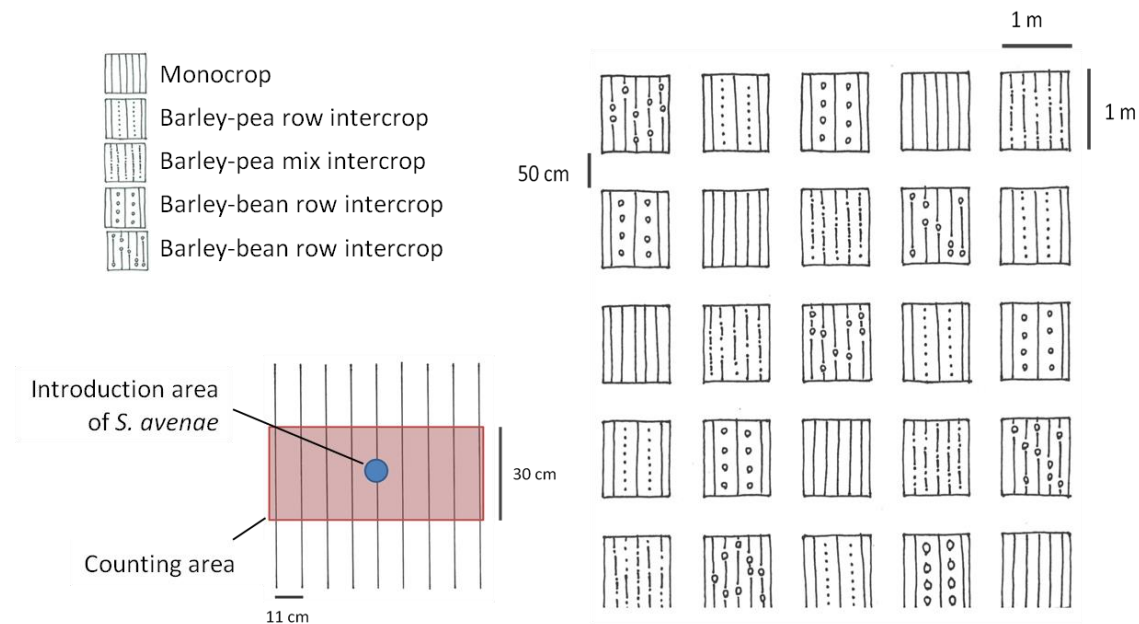 1 m
Monocrop
Barley-pea row intercrop
Barley-pea mix intercrop
Barley-bean row intercrop
Barley-bean row intercrop
1 m
50 cm
Introduction area
of S. avenae
30 cm
Counting area
11 cm